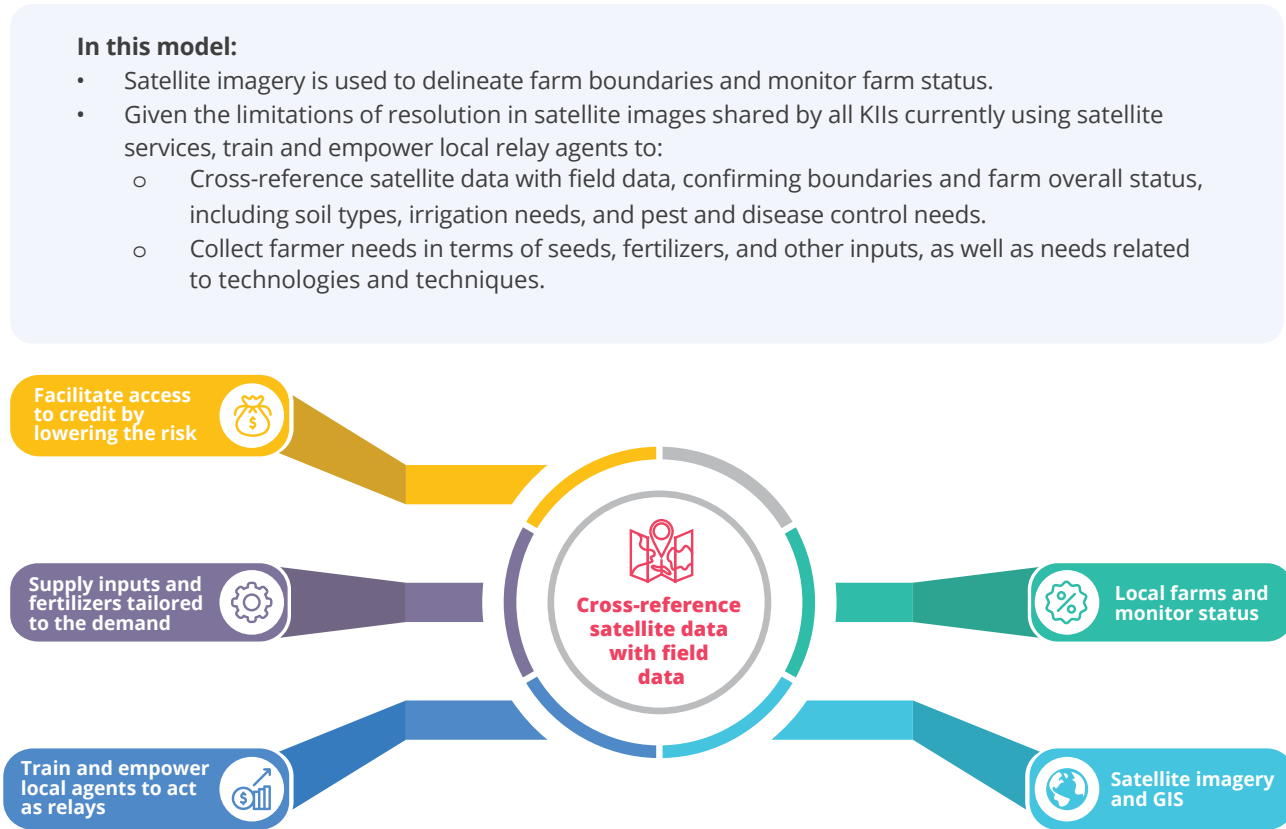 In this model:
• Satellite imagery is used to delineate farm boundaries and monitor farm status.
• Given the limitations of resolution in satellite images shared by all KIIs currently using satellite
services, train and empower local relay agents to:
o Cross-reference satellite data with field data, confirming boundaries and farm overall status,
including soil types, irrigation needs, and pest and disease control needs.
o Collect farmer needs in terms of seeds, fertilizers, and other inputs, as well as needs related
to technologies and techniques.
Facilitate access
to credit by
lowering the risk
$
Supply inputs and
fertilizers tailored
to the demand
Train and empower
local agents to act
as relays
$
Cross-reference
satellite data
with field
data
%
Local farms and
monitor status
Satellite imagery
and GIS